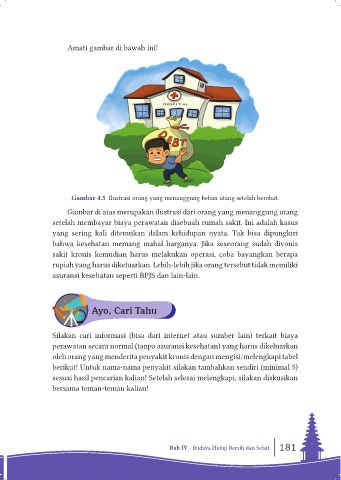 Amati gambar di bawah ini!
HOSPITAL
DEBT
Gambar 4.5 Ilustrasi orang yang menanggung beban utang setelah berobat.
Gambar di atas merupakan ilustrasi dari orang yang menanggung utang
setelah membayar biaya perawatan disebuah rumah sakit. Ini adalah kasus
yang sering kali ditemukan dalam kehidupan nyata. Tak bisa dipungkiri
bahwa kesehatan memang mahal harganya. Jika seseorang sudah divonis
sakit kronis kemudian harus melakukan operasi, coba bayangkan berapa
rupiah yang harus dikeluarkan. Lebih-lebih jika orang tersebut tidak memiliki
asuransi kesehatan seperti BPJS dan lain-lain.
Ayo, Cari Tahu
Silakan cari informasi (bisa dari internet atau sumber lain) terkait biaya
perawatan secara normal (tanpa asuransi kesehatan) yang harus dikeluarkan
oleh orang yang menderita penyakit kronis dengan mengisi/melengkapi tabel
berikut! Untuk nama-nama penyakit silakan tambahkan sendiri (minimal 5)
sesuai hasil pencarian kalian! Setelah selesai melengkapi, silakan diskusikan
bersama teman-teman kalian!
Bab IV - Budaya Hidup Bersih dan Sehat 181